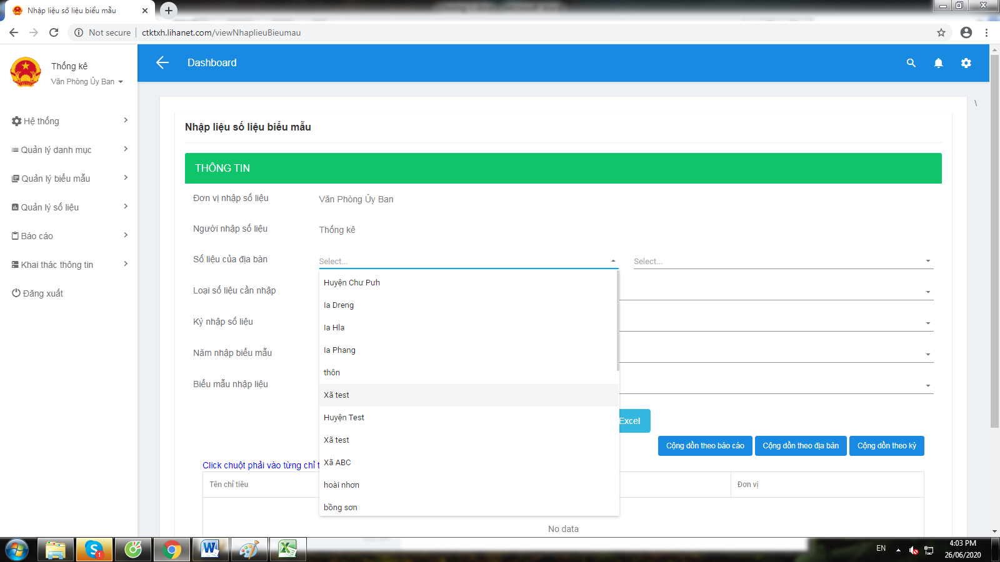 Nhập liệu số liệu biểu mẫu
Not secure
ctktxh.lihanet.com/viewNhaplieuBieumau
Thống kê
Văn Phòng Ủy Ban
Dashboard
Hệ thống
Quản lý danh mục
Quản lý biểu mẫu
Quản lý số liệu
Báo cáo
Khai thác thông tin
Đăng xuất
\
Nhập liệu số liệu biểu mẫu
THÔNG TIN
Đơn vị nhập số liệu
Văn Phòng Ủy Ban
Người nhập số liệu
Thống kê
Số liệu của địa bàn
Select...
Select...
Loại số liệu cần nhập
Kỳ nhập số liệu
Năm nhập biểu mẫu
Biểu mẫu nhập liệu
Huyện Chư Pưh
Ia Dreng
Ia Hla
Ia Phang
thôn
Xã test
Huyện Test
Xã test
Xã ABC
hoài nhơn
bồng sơn
Excel
Cộng dồn theo báo cáo
Cộng dồn theo địa bàn
Cộng dồn theo kỳ
Click chuột phải vào từng chỉ t
Tên chỉ tiêu
Đơn vị
No data
1
EN
4:03 PM
26/06/2020